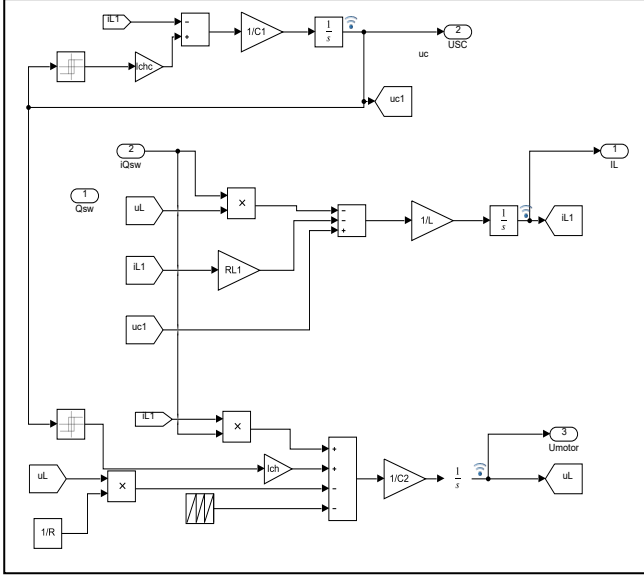 iL1
−
+
1/C1
1
s
2
USC
uc
Ichc
uc1
2
iQsw
1
Qsw
uL
×
−
−
+
1/L
1
s
1
IL
iL1
iL1
RL1
uc1
iL1
×
Ich
+
+
−
−
1/C2
1
s
3
Umotor
uL
uL
×
1/R